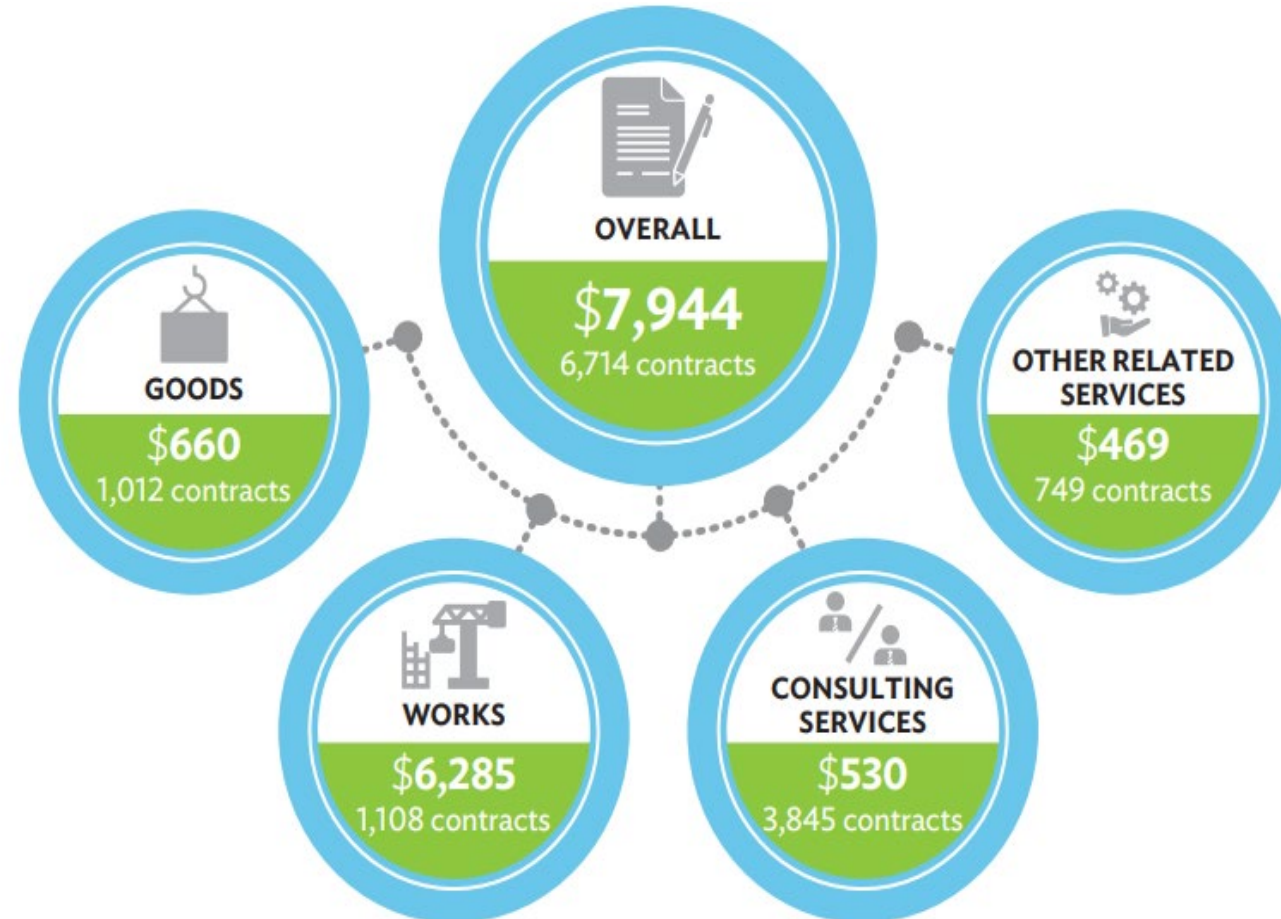 OVERALL
$7,944
6,714 contracts
GOODS
$660
1,012 contracts
OTHER RELATED
SERVICES
$469
749 contracts
WORKS
$6,285
1,108 contracts
CONSULTING
SERVICES
$530
3,845 contracts